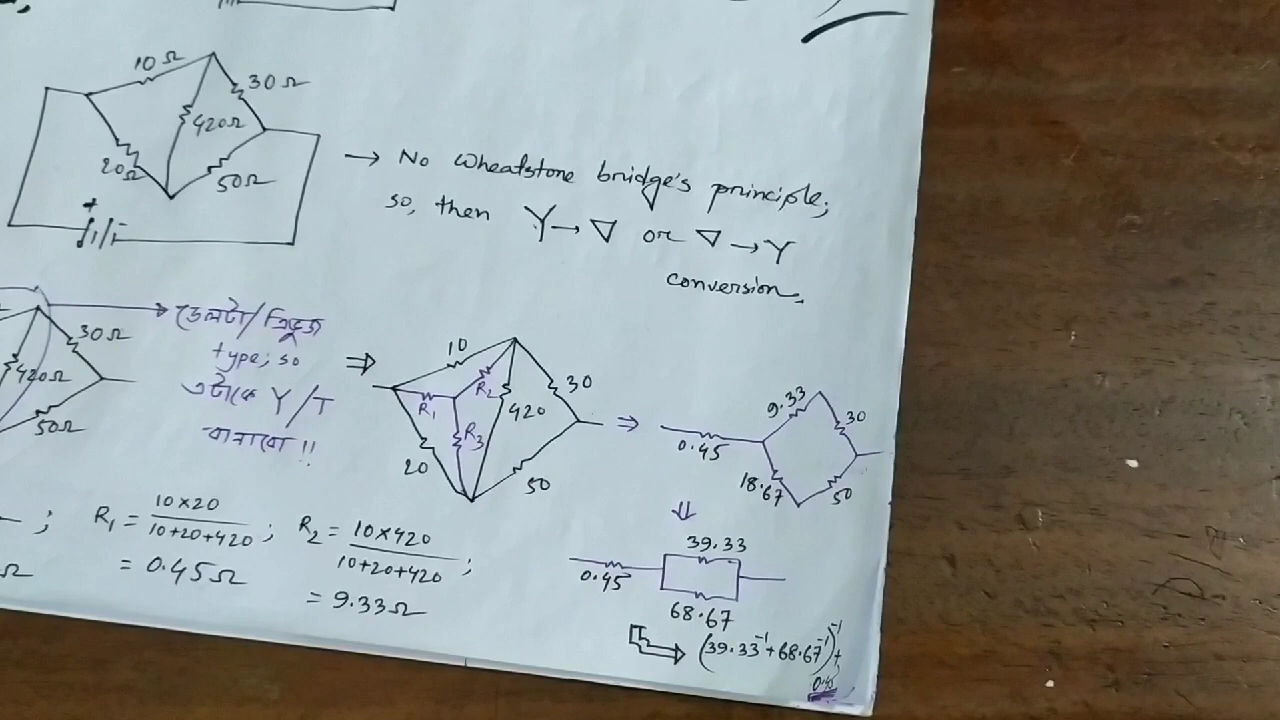 10Ω
30Ω
420Ω
20Ω
50Ω
+
-
→ No Wheatstone bridge's principle;
so, then Y→∇ or ∇→Y
conversion.
30Ω
420Ω
50Ω
→ ডেলটা/ত্রিভুজ
type; so
এটাকে Y/T
বানাবো !!
⇒
10
R₂
30
R₁
420
R₃
20
50
⇒
9.33
30
0.45
18.67
50
⇓
39.33
0.45
68.67
(39.33⁻¹+68.67⁻¹)⁻¹+
0.45
; R₁ = 10×20 / 10+20+420 ; R₂ = 10×420 / 10+20+420 ;
Ω
= 0.45Ω
= 9.33Ω